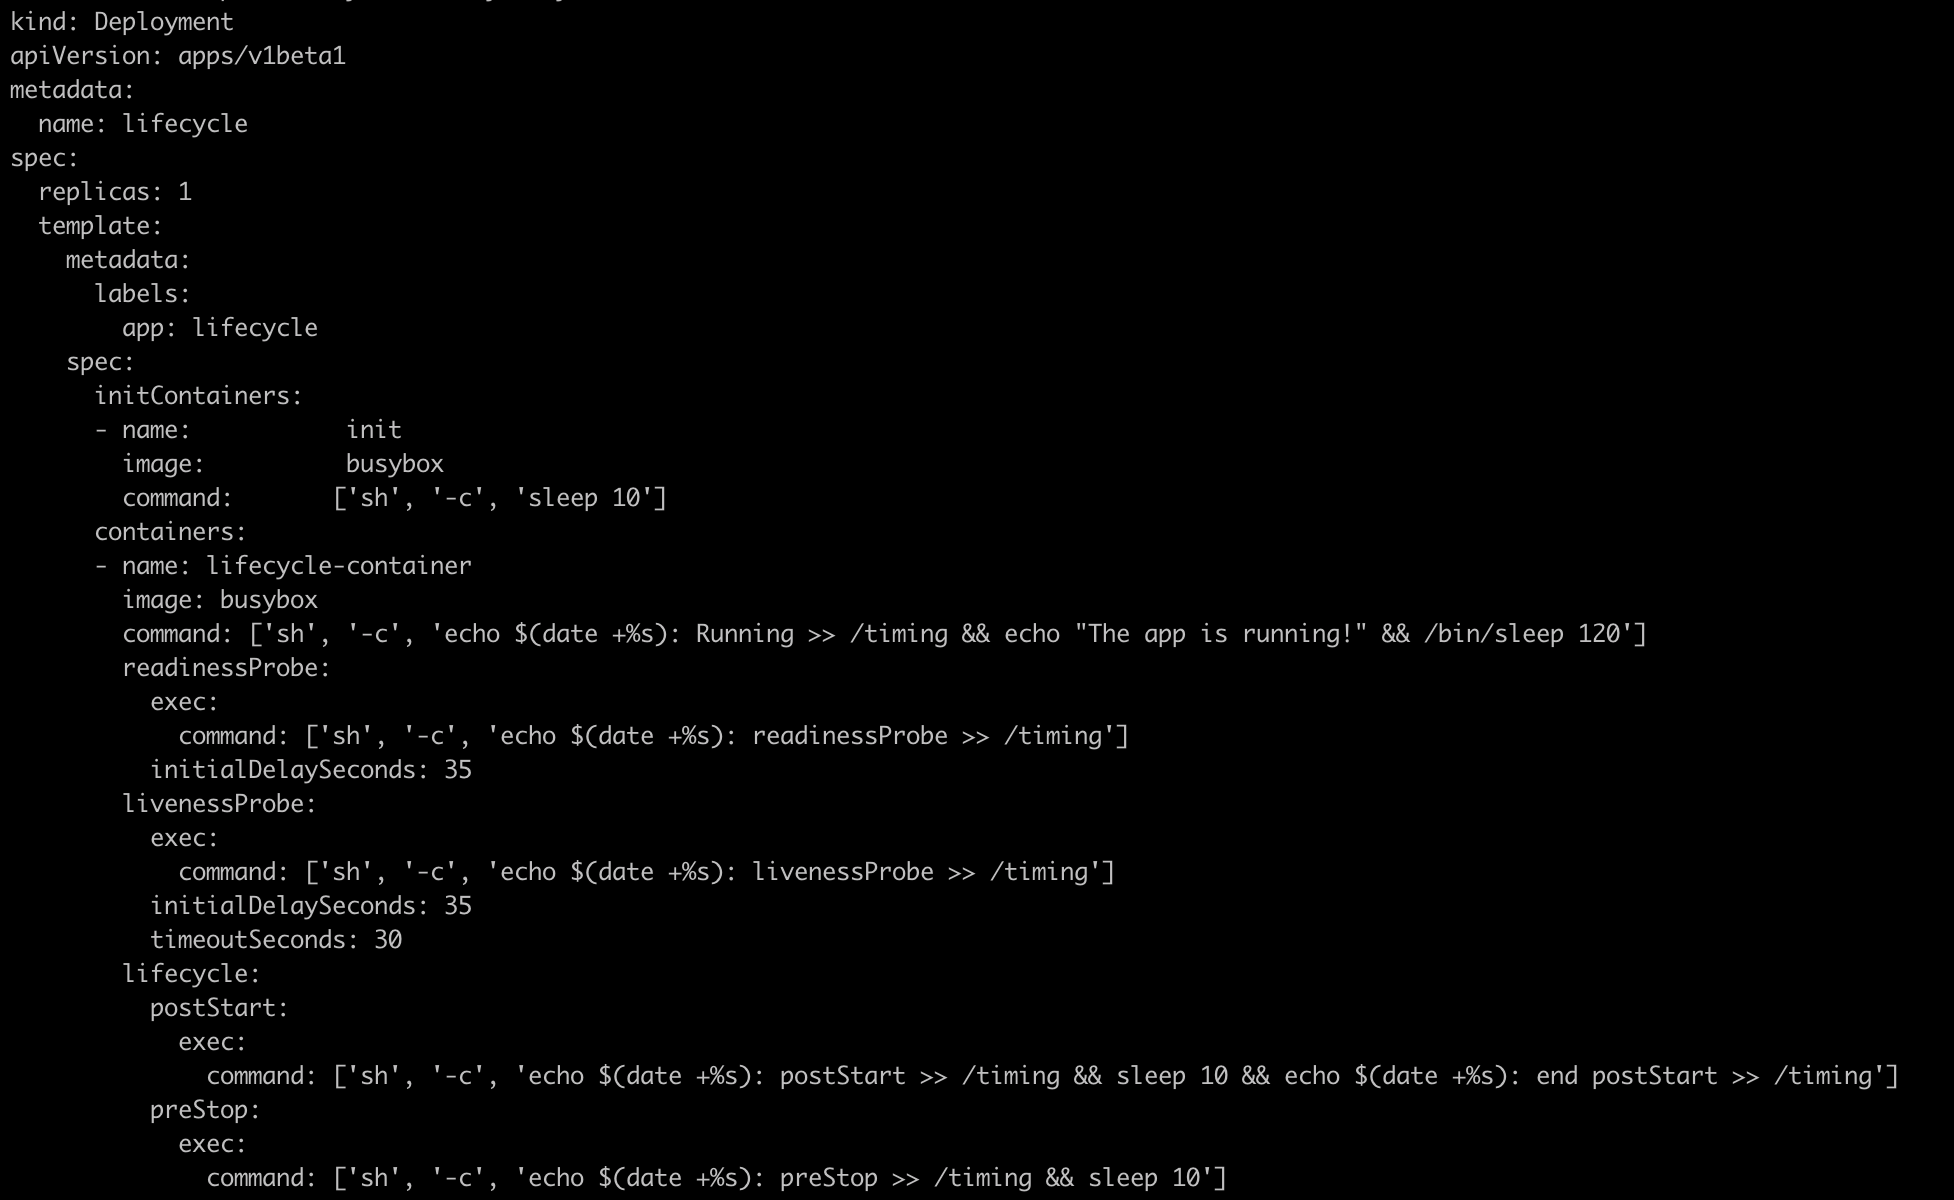 kind: Deployment
apiVersion: apps/v1beta1
metadata:
  name: lifecycle
spec:
  replicas: 1
  template:
    metadata:
      labels:
        app: lifecycle
    spec:
      initContainers:
      - name:           init
        image:          busybox
        command:       ['sh', '-c', 'sleep 10']
      containers:
      - name: lifecycle-container
        image: busybox
        command: ['sh', '-c', 'echo $(date +%s): Running >> /timing && echo "The app is running!" && /bin/sleep 120']
        readinessProbe:
          exec:
            command: ['sh', '-c', 'echo $(date +%s): readinessProbe >> /timing']
          initialDelaySeconds: 35
        livenessProbe:
          exec:
            command: ['sh', '-c', 'echo $(date +%s): livenessProbe >> /timing']
          initialDelaySeconds: 35
          timeoutSeconds: 30
        lifecycle:
          postStart:
            exec:
              command: ['sh', '-c', 'echo $(date +%s): postStart >> /timing && sleep 10 && echo $(date +%s): end postStart >> /timing']
          preStop:
            exec:
              command: ['sh', '-c', 'echo $(date +%s): preStop >> /timing && sleep 10']